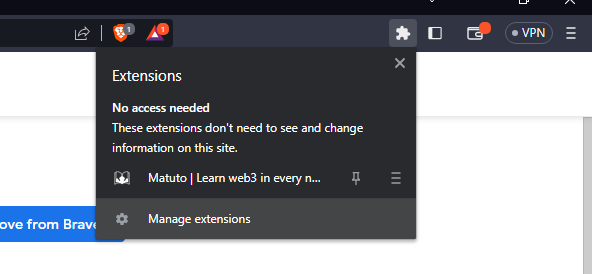 1
1
VPN
Extensions
No access needed
These extensions don't need to see and change
information on this site.
Matuto | Learn web3 in every n...
ove from Brave
Manage extensions